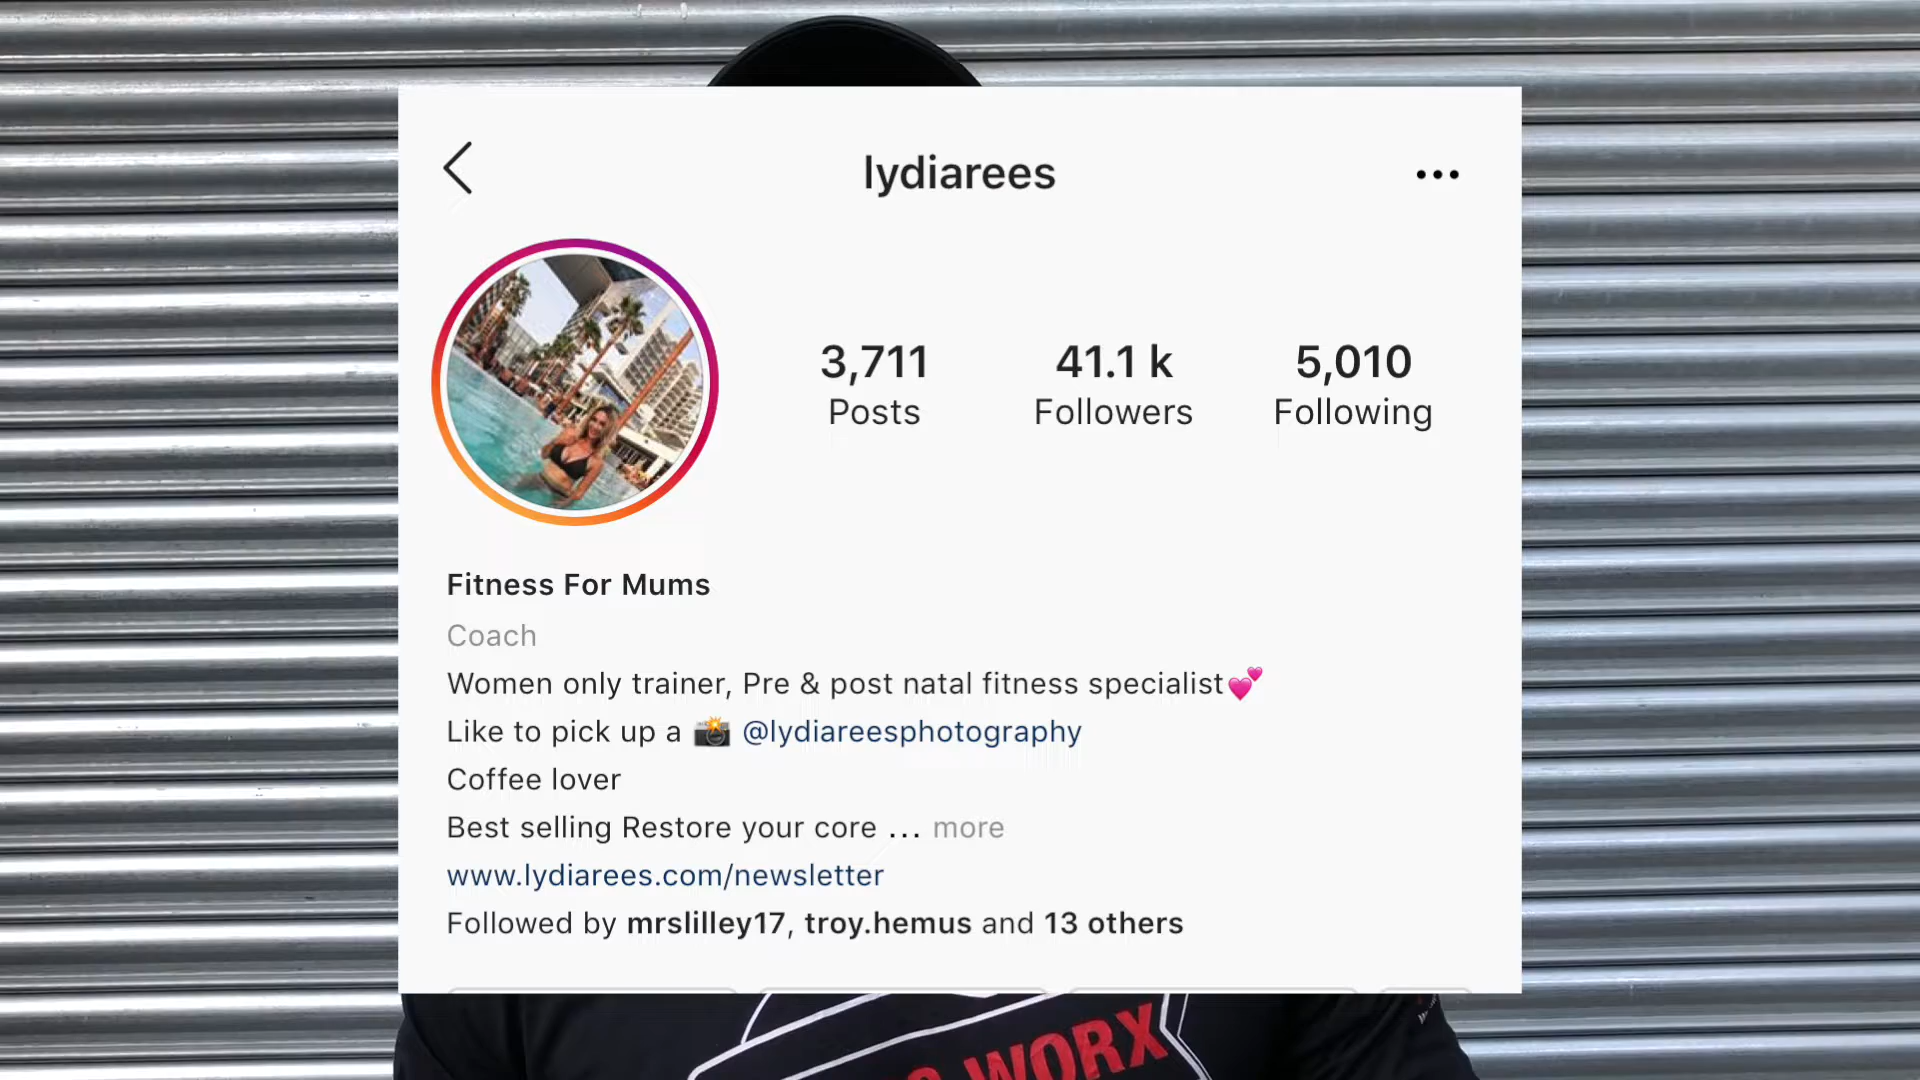 lydiarees
3,711
Posts
41.1 k
Followers
5,010
Following
Fitness For Mums
Coach
Women only trainer, Pre & post natal fitness specialist💕
Like to pick up a 📸 @lydiareesphotography
Coffee lover
Best selling Restore your core ... more
www.lydiarees.com/newsletter
Followed by mrslilley17, troy.hemus and 13 others
WORX